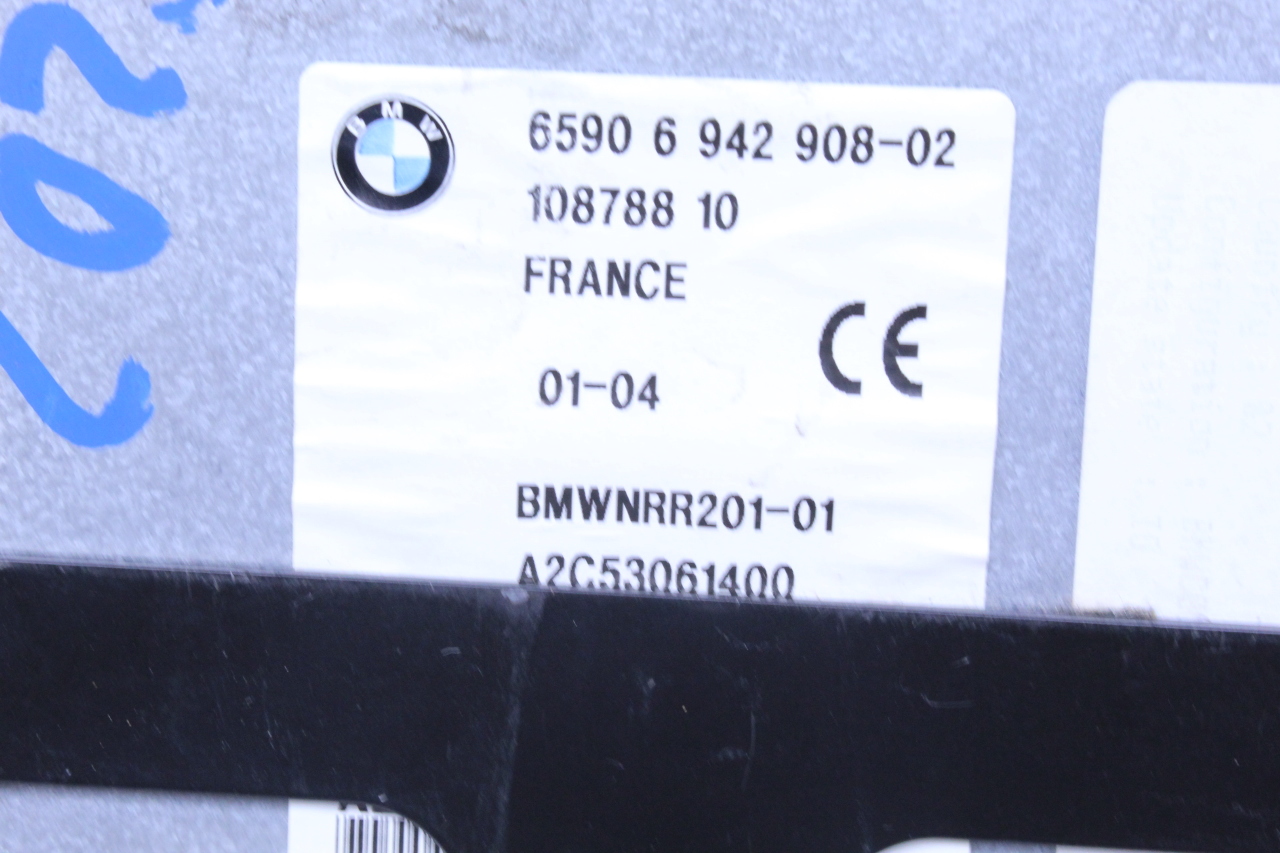 BMW
6590 6 942 908-02
108788 10
FRANCE
CE
01-04
BMWNRR201-01
A2C53061400